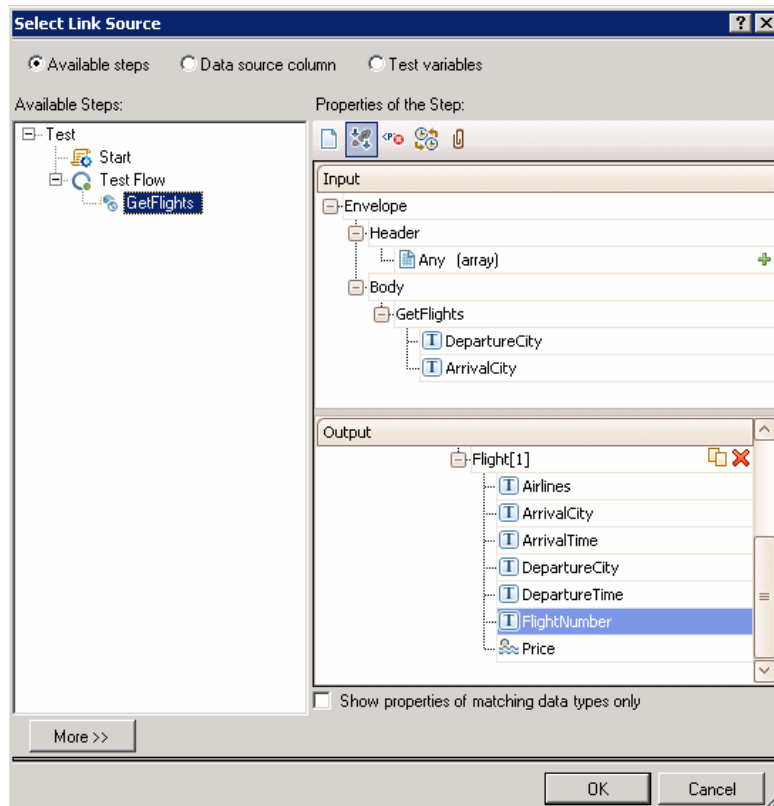 Select Link Source
Available steps Data source column Test variables
Available Steps:
Test
Start
Test Flow
GetFlights
Properties of the Step:
Input
Envelope
Header
Any (array)
Body
GetFlights
DepartureCity
ArrivalCity
Output
Flight[1]
Airlines
ArrivalCity
ArrivalTime
DepartureCity
DepartureTime
FlightNumber
Price
Show properties of matching data types only
More >>
OK Cancel